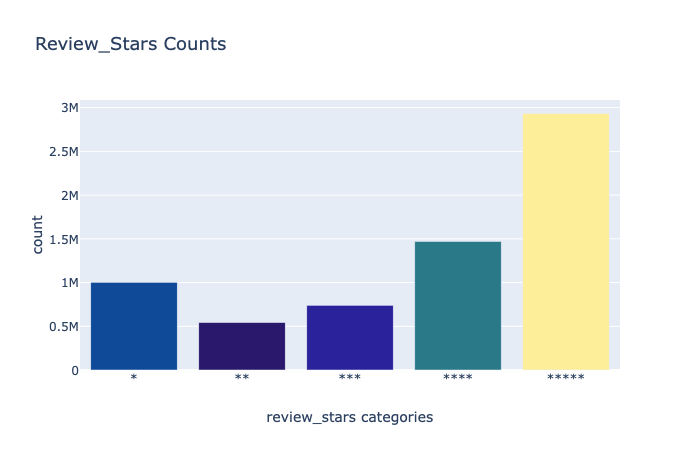 Review_Stars Counts
3M
2.5M
2M
1.5M
1M
0.5M
0
count
* ** *** **** *****
review_stars categories